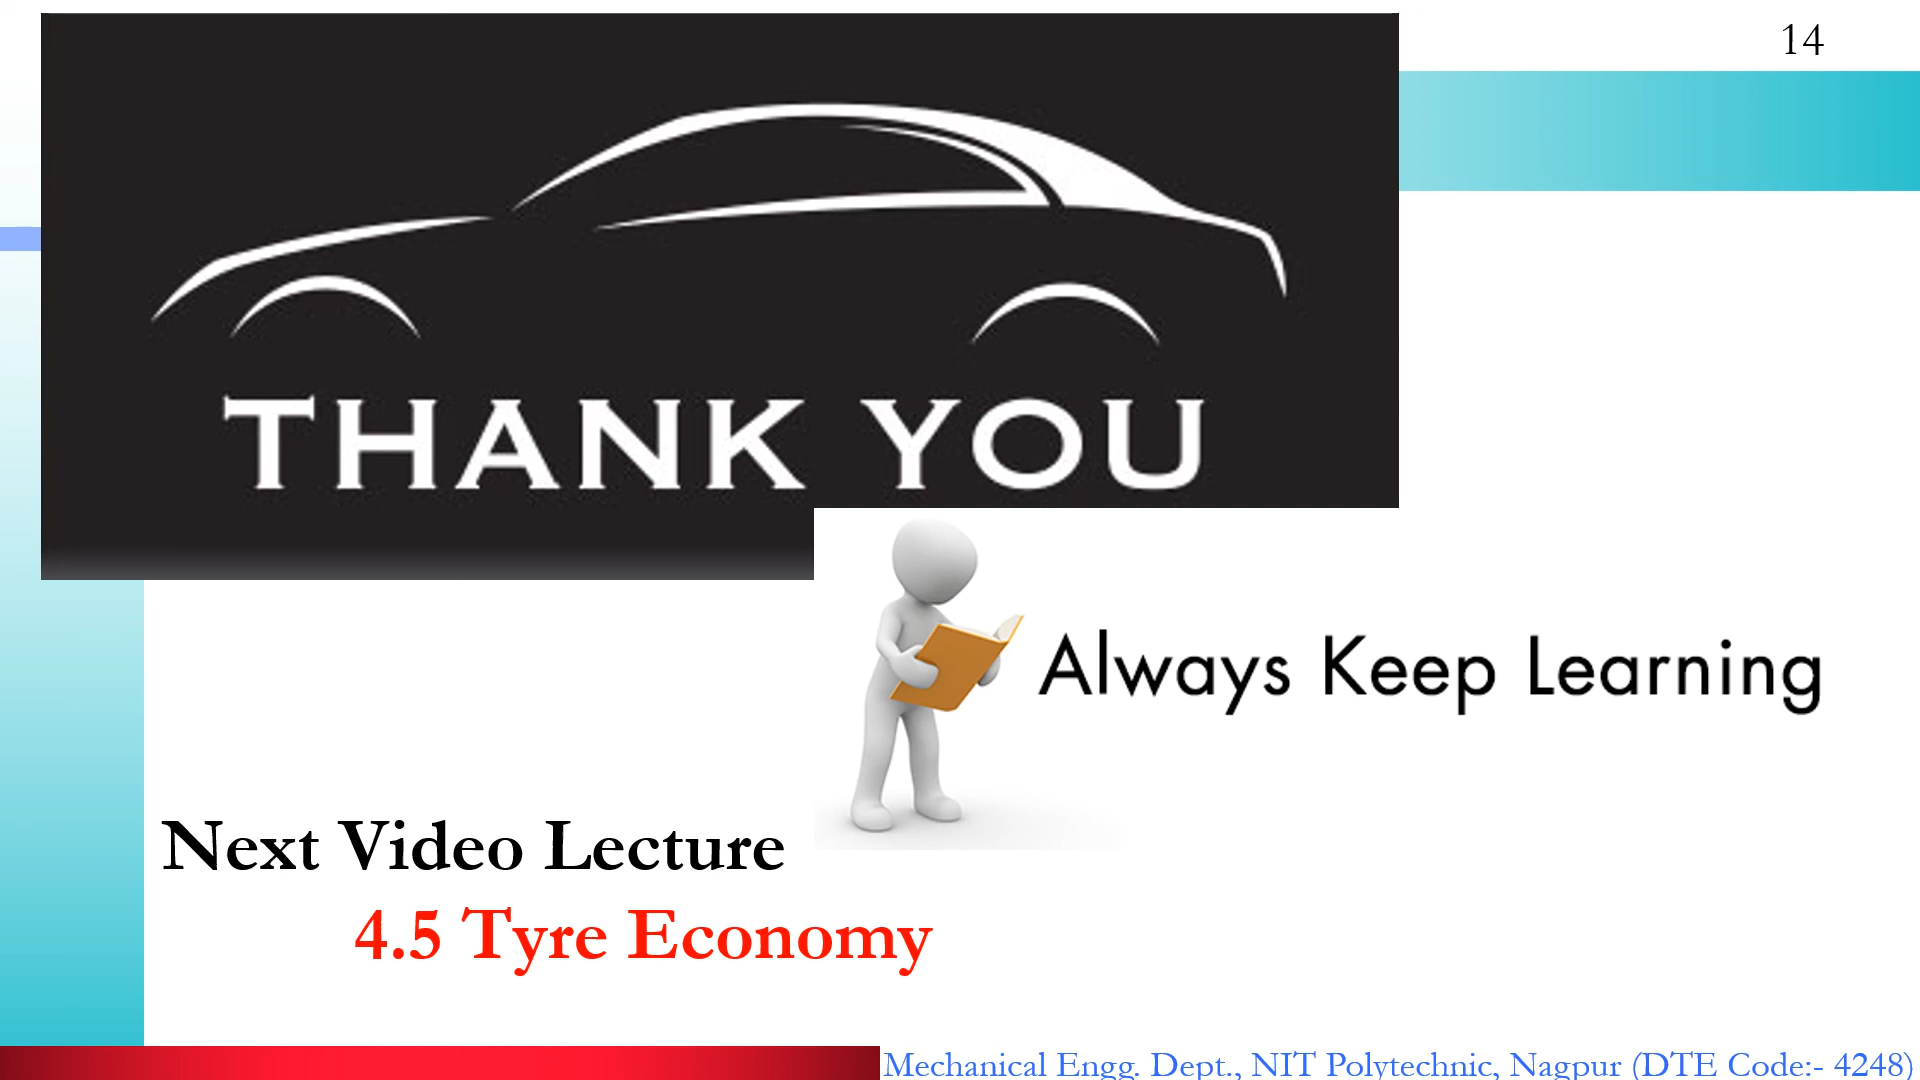 14
THANK YOU
Always Keep Learning
Next Video Lecture
4.5 Tyre Economy
Mechanical Engg. Dept., NIT Polytechnic, Nagpur (DTE Code:- 4248)